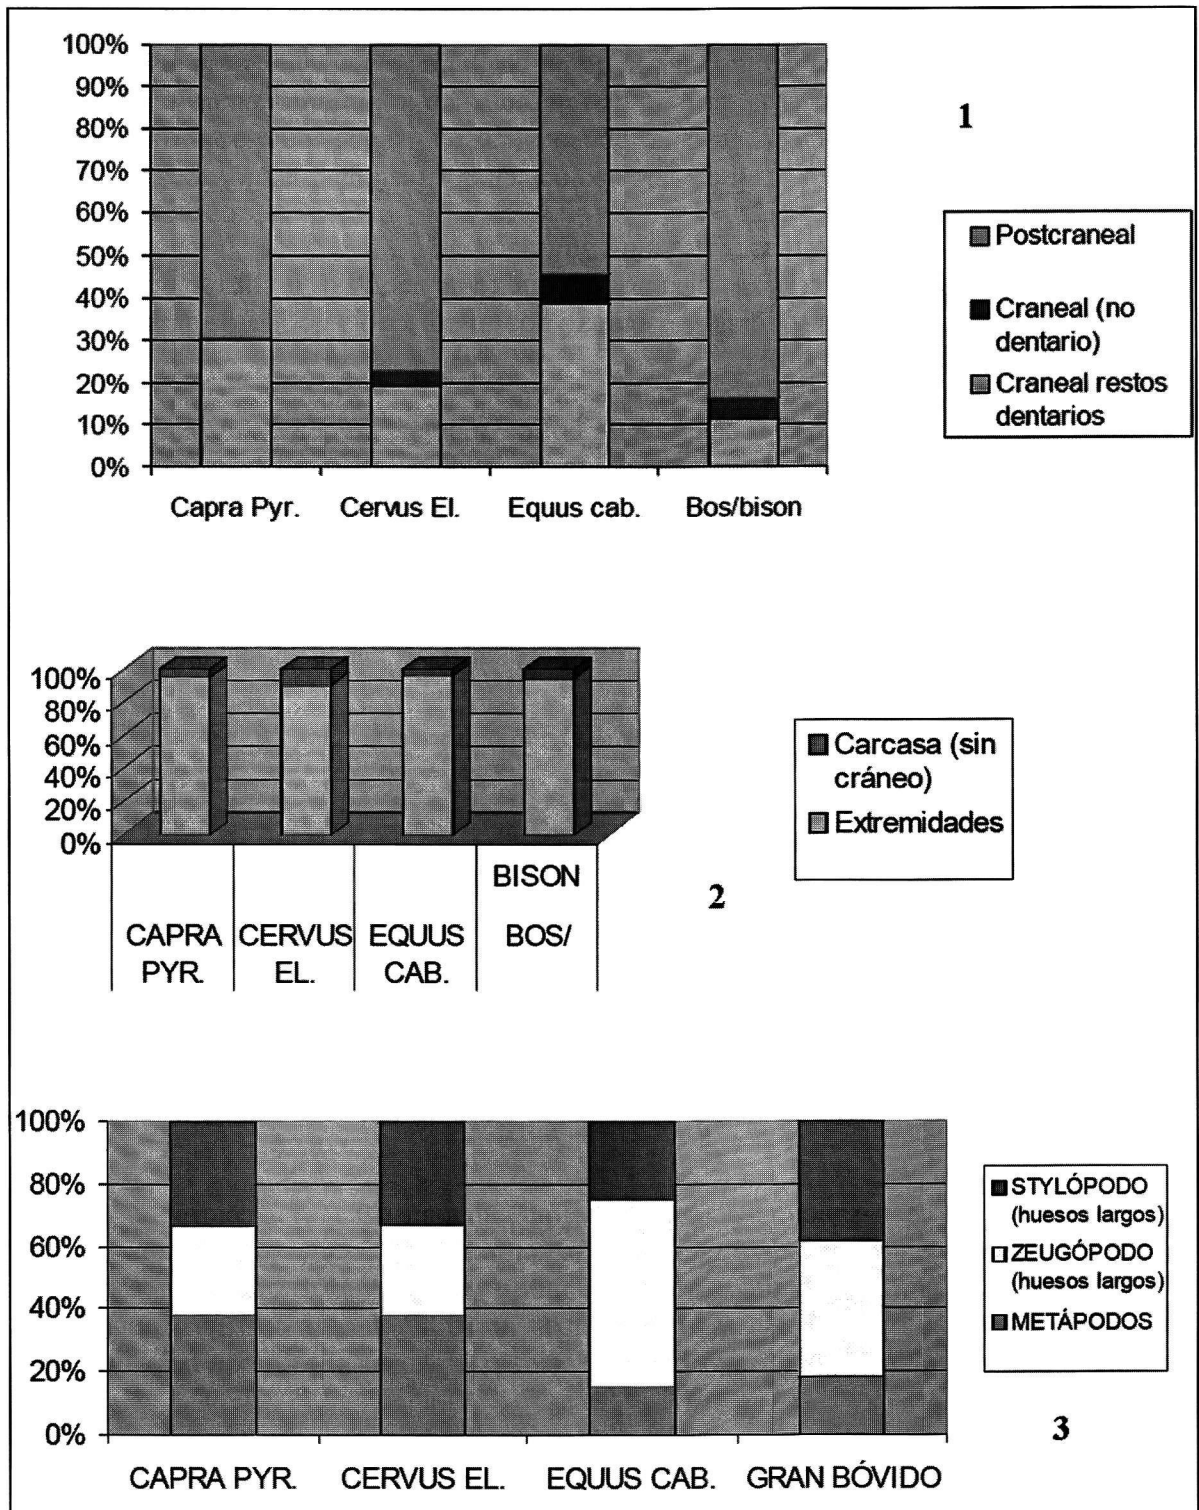 100%
90%
80%
70%
60%
50%
40%
30%
20%
10%
0%
Capra Pyr. Cervus El. Equus cab. Bos/bison
1
Postcraneal
Craneal (no
dentario)
Craneal restos
dentarios
100%
80%
60%
40%
20%
0%
BISON
CAPRA CERVUS EQUUS BOS/
PYR. EL. CAB.
2
Carcasa (sin
cráneo)
Extremidades
100%
80%
60%
40%
20%
0%
CAPRA PYR. CERVUS EL. EQUUS CAB. GRAN BÓVIDO
STYLÓPODO
(huesos largos)
ZEUGÓPODO
(huesos largos)
METÁPODOS
3